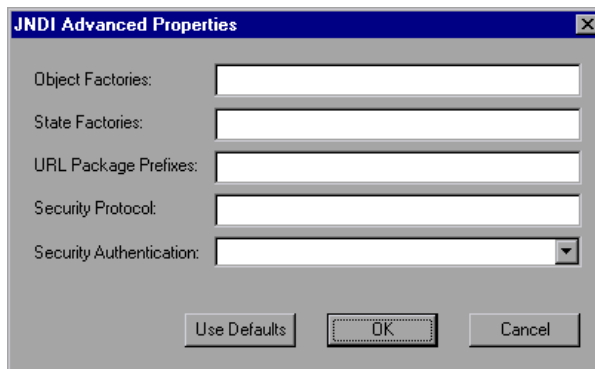 JNDI Advanced Properties
Object Factories:
State Factories:
URL Package Prefixes:
Security Protocol:
Security Authentication:
Use Defaults OK Cancel